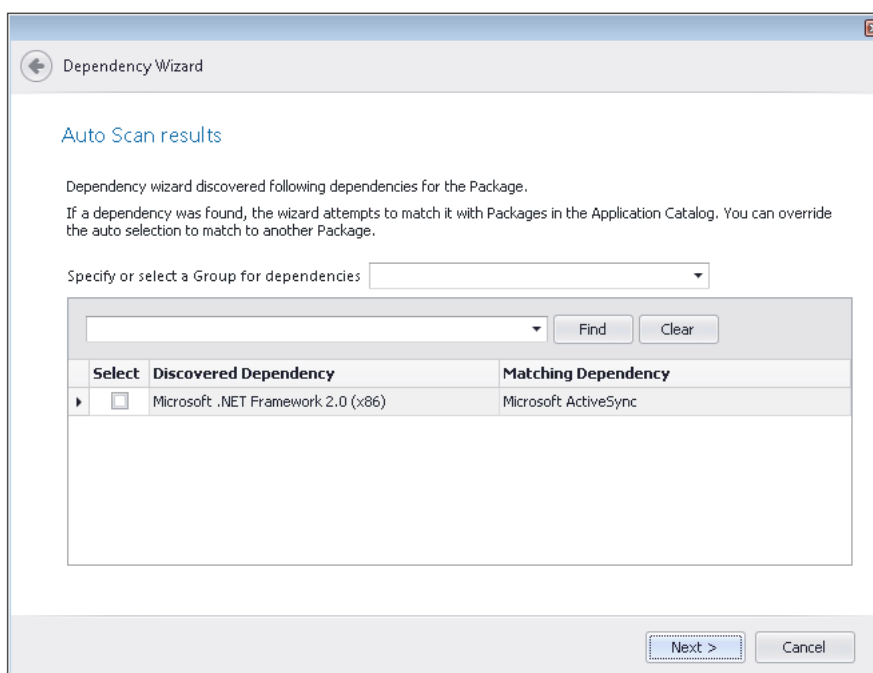 Dependency Wizard
Auto Scan results
Dependency wizard discovered following dependencies for the Package.
If a dependency was found, the wizard attempts to match it with Packages in the Application Catalog. You can override
the auto selection to match to another Package.
Specify or select a Group for dependencies
Find Clear
Select Discovered Dependency Matching Dependency
Microsoft .NET Framework 2.0 (x86) Microsoft ActiveSync
Next > Cancel